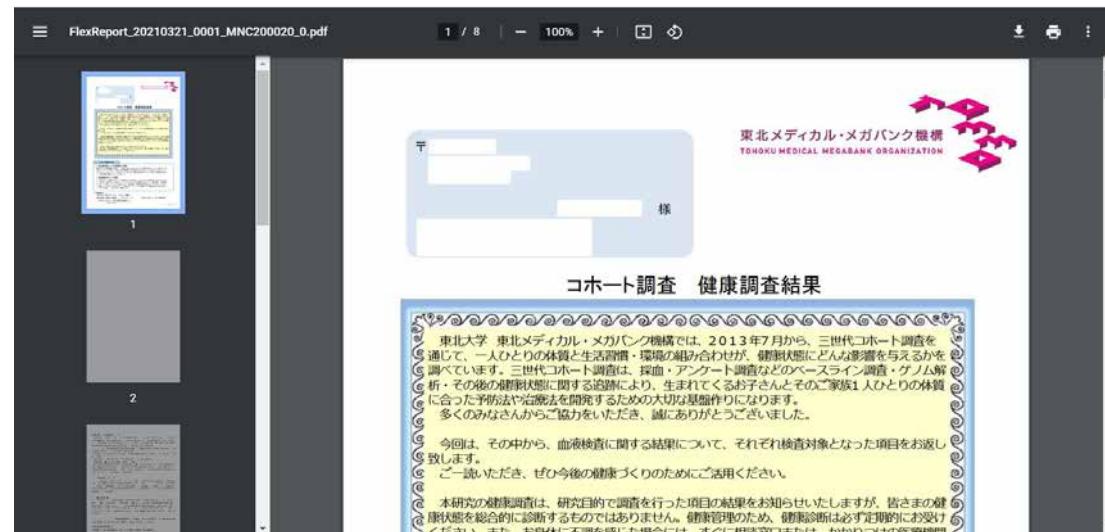 FlexReport_20210321_0001_MNC200020_0.pdf
1 / 8
100%
東北メディカル・メガバンク機構
TOHOKU MEDICAL MEGABANK ORGANIZATION
〒
様
コホート調査 健康調査結果
東北大学 東北メディカル・メガバンク機構では、2013年7月から、三世代コホート調査を
通じて、一人ひとりの体質と生活習慣・環境の組み合わせが、健康状態にどんな影響を与えるかを
調べています。三世代コホート調査は、採血・アンケート調査などのベースライン調査・ゲノム解
析・その後の健康状態に関する追跡により、生まれてくるお子さんとそのご家族1人ひとりの体質
に合った予防法や治療法を開発するための大切な基盤作りになります。
多くのみなさんからご協力をいただき、誠にありがとうございました。
今回は、その中から、血液検査に関する結果について、それぞれ検査対象となった項目をお返し
致します。
ご一読いただき、ぜひ今後の健康づくりのためにご活用ください。
本研究の健康調査は、研究目的で調査を行った項目の結果をお知らせいたしますが、皆さまの健
康状態を総合的に診断するものではありません。健康管理のため、健康診断は必ず定期的にお受け
1
2